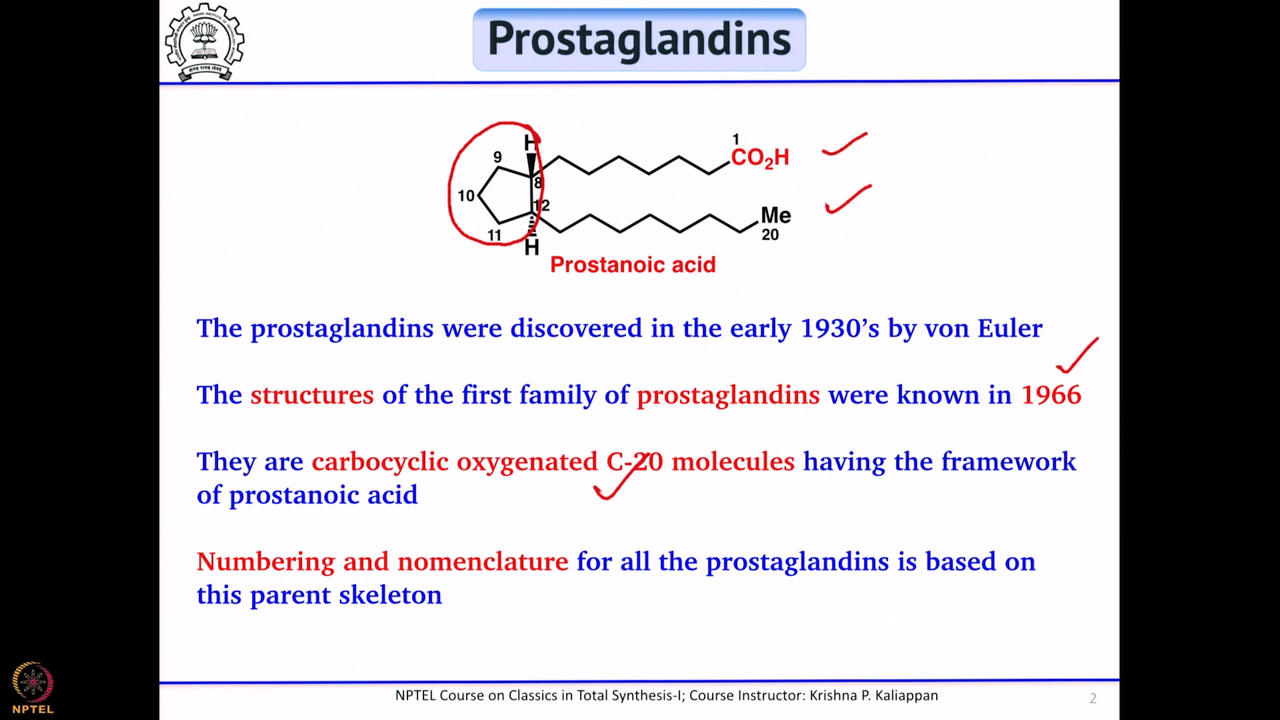 Prostaglandins
H
1
9
CO₂H
8
10
12
Me
11
20
H
Prostanoic acid
The prostaglandins were discovered in the early 1930's by von Euler
The structures of the first family of prostaglandins were known in 1966
They are carbocyclic oxygenated C-20 molecules having the framework
of prostanoic acid
Numbering and nomenclature for all the prostaglandins is based on
this parent skeleton
NPTEL Course on Classics in Total Synthesis-I; Course Instructor: Krishna P. Kaliappan
2
NPTEL